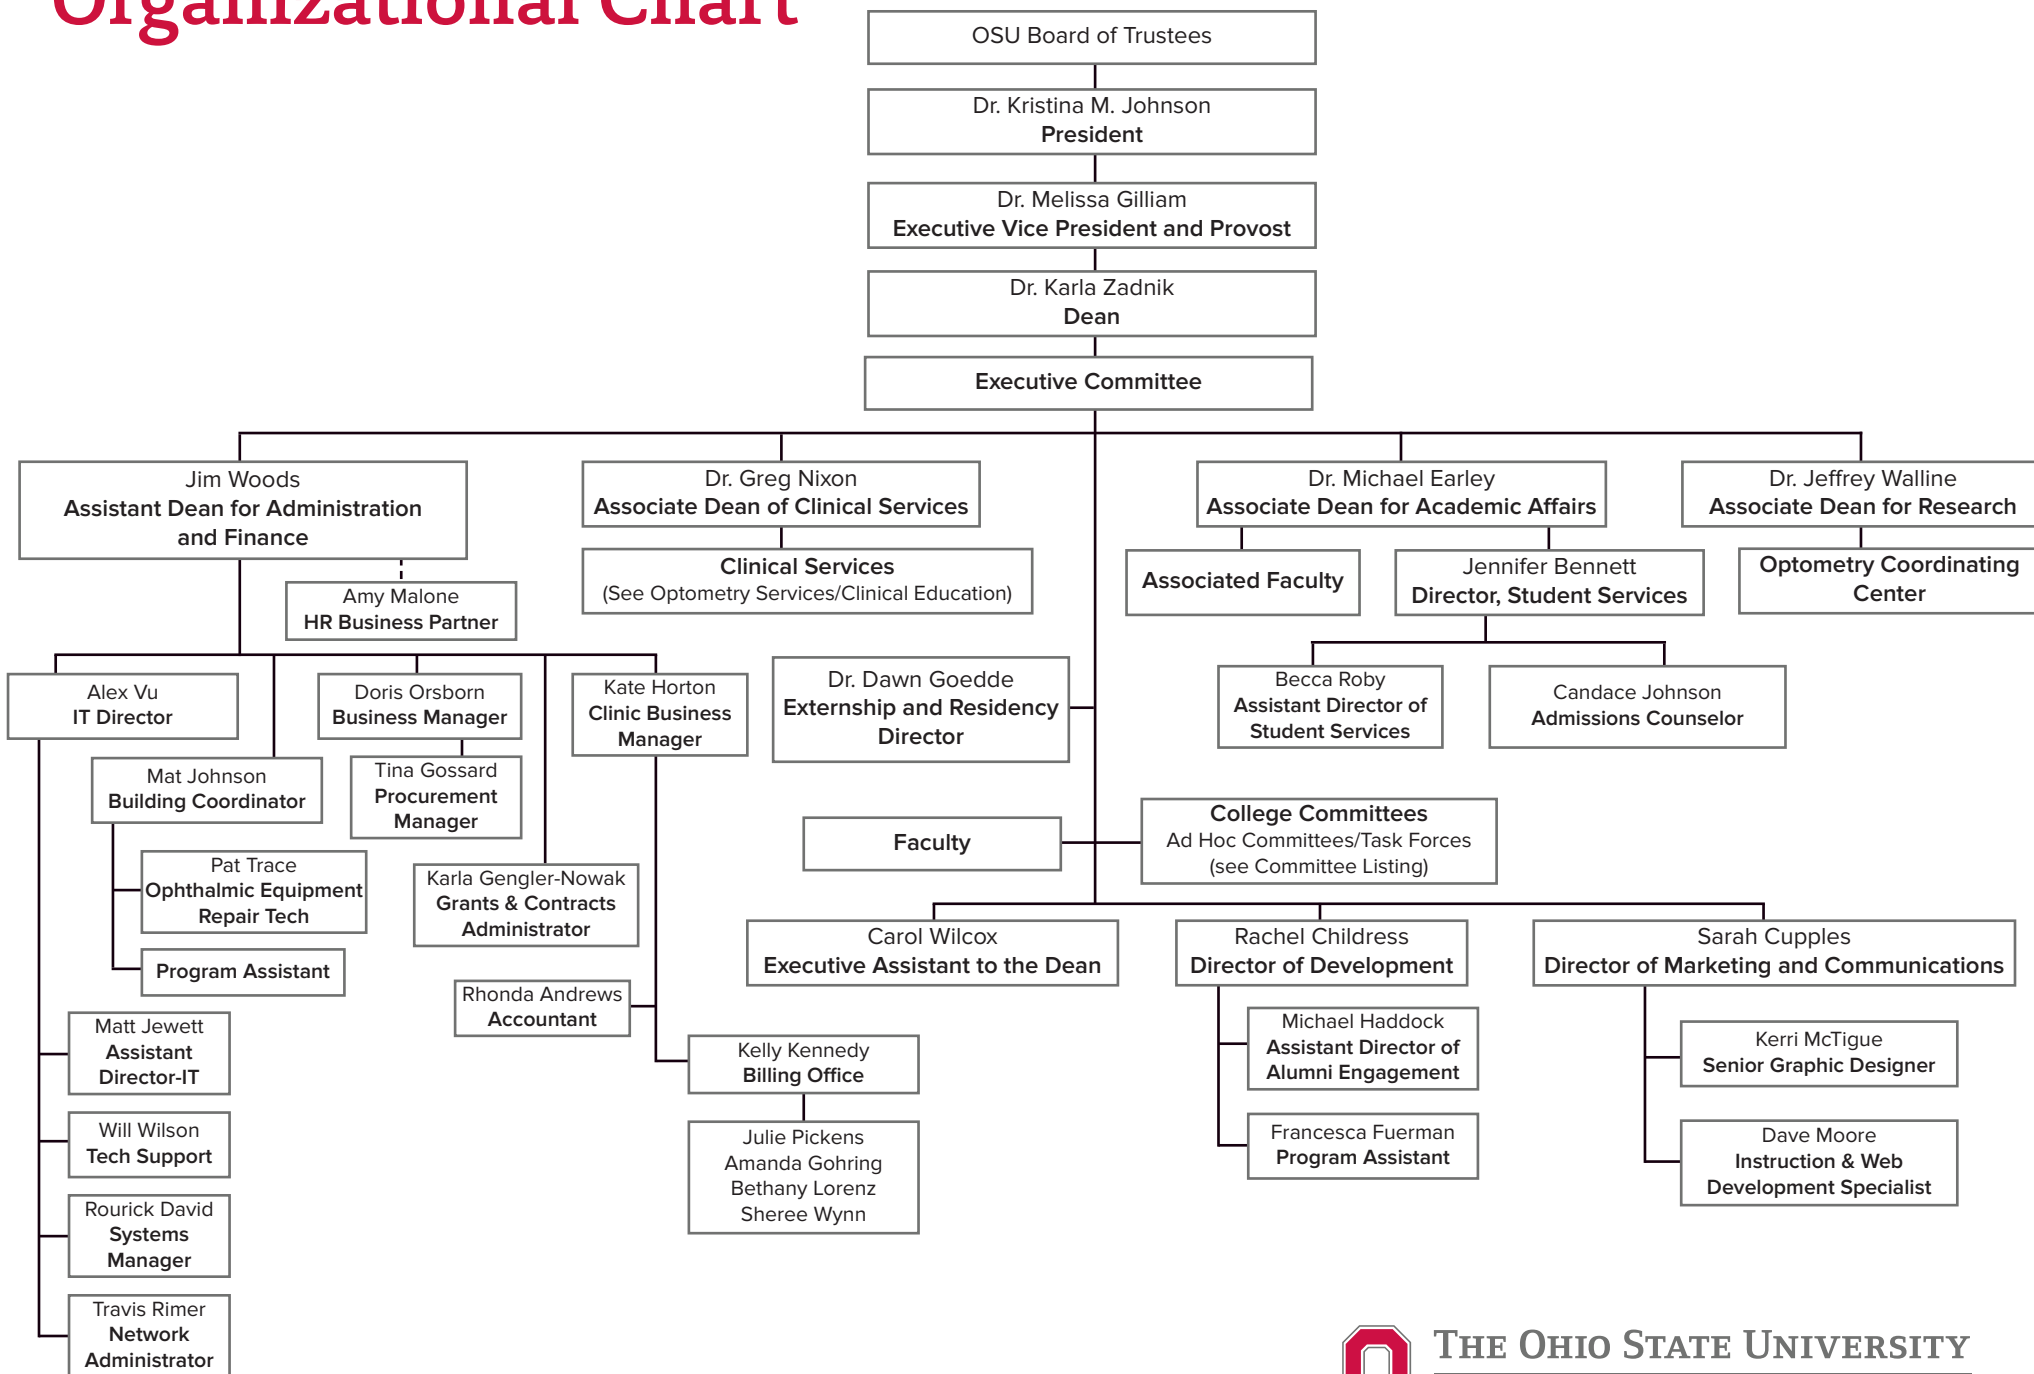 Organizational Chart
OSU Board of Trustees
Dr. Kristina M. Johnson
President
Dr. Melissa Gilliam
Executive Vice President and Provost
Dr. Karla Zadnik
Dean
Executive Committee
Jim Woods
Assistant Dean for Administration
and Finance
Dr. Greg Nixon
Associate Dean of Clinical Services
Dr. Michael Earley
Associate Dean for Academic Affairs
Dr. Jeffrey Walline
Associate Dean for Research
Amy Malone
HR Business Partner
Clinical Services
(See Optometry Services/Clinical Education)
Associated Faculty
Jennifer Bennett
Director, Student Services
Optometry Coordinating
Center
Alex Vu
IT Director
Doris Orsborn
Business Manager
Kate Horton
Clinic Business
Manager
Dr. Dawn Goedde
Externship and Residency
Director
Becca Roby
Assistant Director of
Student Services
Candace Johnson
Admissions Counselor
Mat Johnson
Building Coordinator
Tina Gossard
Procurement
Manager
Faculty
College Committees
Ad Hoc Committees/Task Forces
(see Committee Listing)
Pat Trace
Ophthalmic Equipment
Repair Tech
Karla Gengler-Nowak
Grants & Contracts
Administrator
Program Assistant
Carol Wilcox
Executive Assistant to the Dean
Rachel Childress
Director of Development
Sarah Cupples
Director of Marketing and Communications
Rhonda Andrews
Accountant
Matt Jewett
Assistant
Director-IT
Kelly Kennedy
Billing Office
Michael Haddock
Assistant Director of
Alumni Engagement
Kerri McTigue
Senior Graphic Designer
Will Wilson
Tech Support
Julie Pickens
Amanda Gohring
Bethany Lorenz
Sheree Wynn
Francesca Fuerman
Program Assistant
Dave Moore
Instruction & Web
Development Specialist
Rourick David
Systems
Manager
Travis Rimer
Network
Administrator
THE OHIO STATE UNIVERSITY